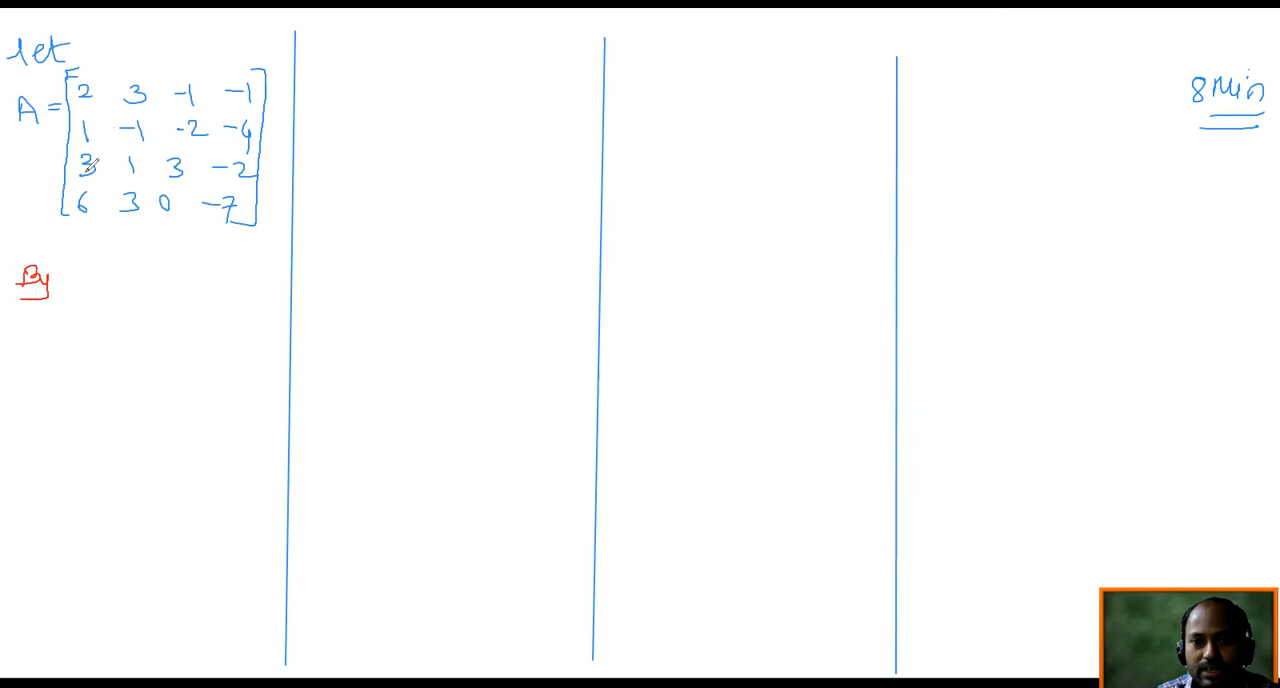 let
A = [2 3 -1 -1
1 -1 -2 -4
3 1 3 -2
6 3 0 -7]
By
8 Min